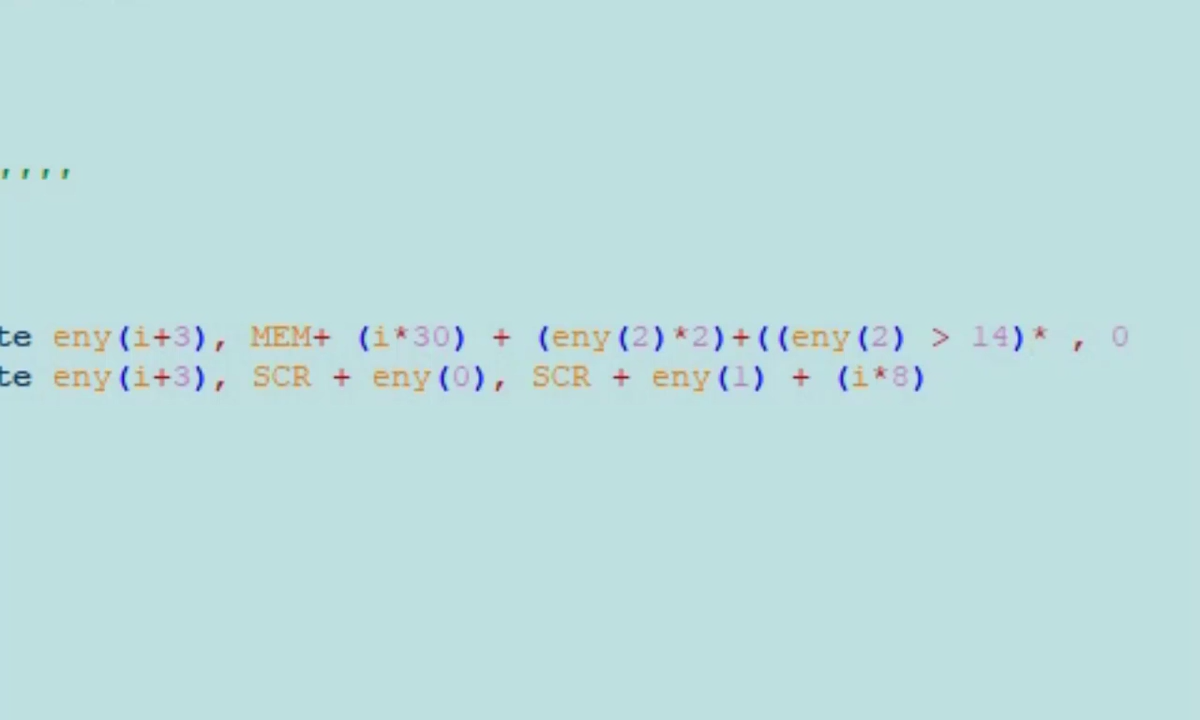 ''''
te eny(i+3), MEM+ (i*30) + (eny(2)*2)+((eny(2) > 14)* , 0
te eny(i+3), SCR + eny(0), SCR + eny(1) + (i*8)